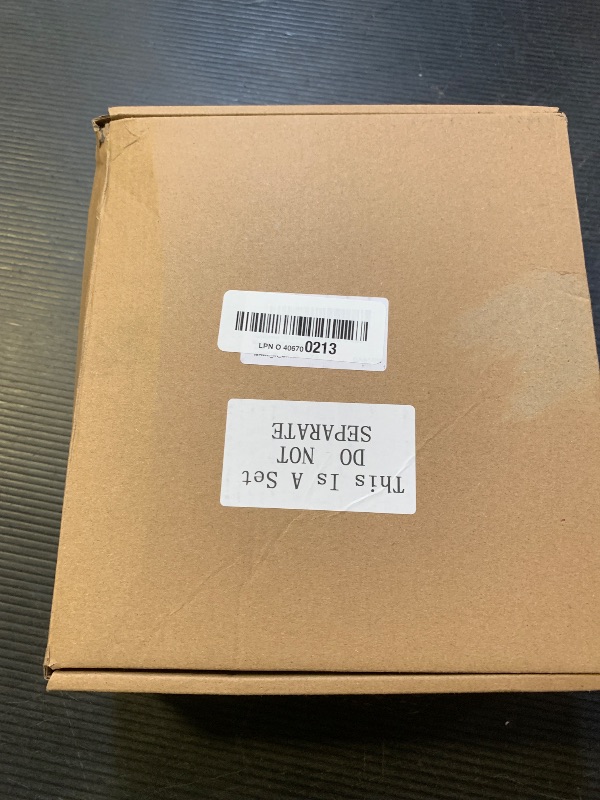 LPN O 40670 0213
This Is A Set
DO NOT
SEPARATE